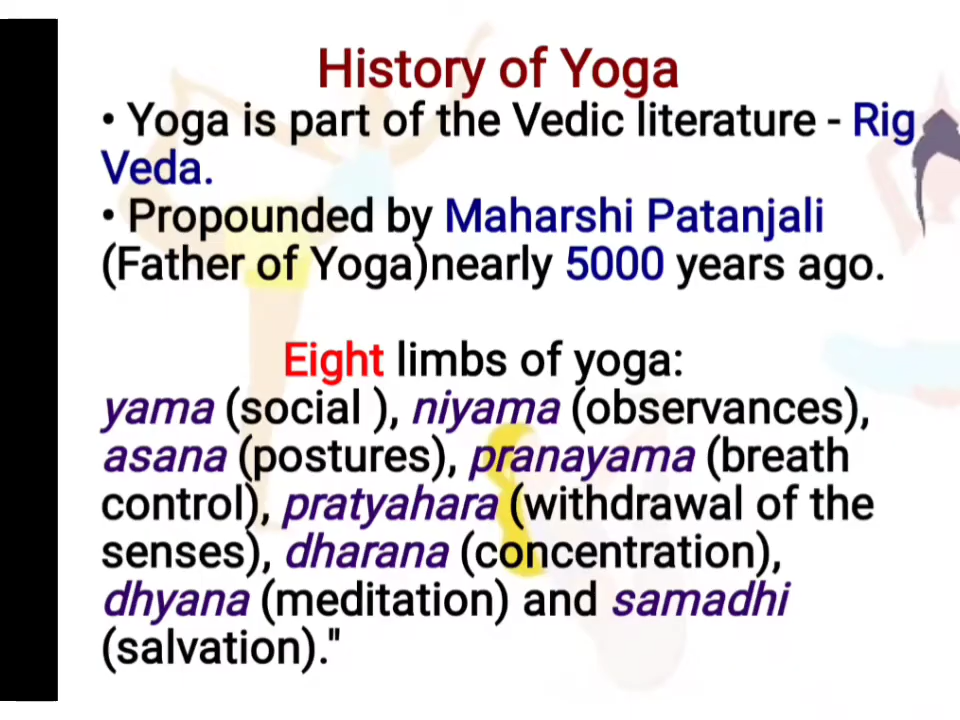 History of Yoga
• Yoga is part of the Vedic literature - Rig
Veda.
• Propounded by Maharshi Patanjali
(Father of Yoga)nearly 5000 years ago.
Eight limbs of yoga:
yama (social ), niyama (observances),
asana (postures), pranayama (breath
control), pratyahara (withdrawal of the
senses), dharana (concentration),
dhyana (meditation) and samadhi
(salvation)."